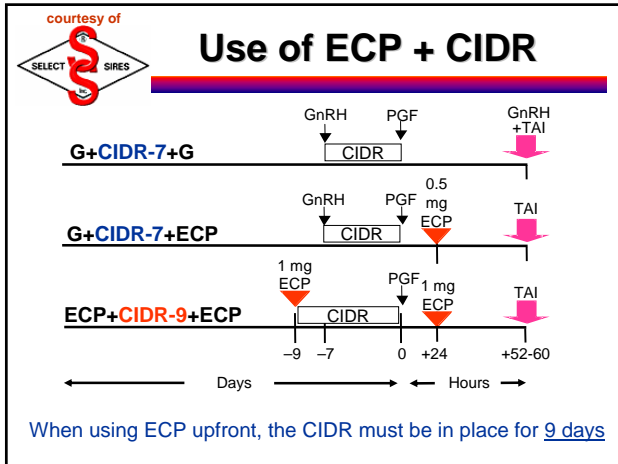 courtesy of
SELECT SIRES
Inc.
Use of ECP + CIDR
GnRH PGF GnRH
+TAI
G+CIDR-7+G CIDR
GnRH PGF 0.5
mg
ECP TAI
G+CIDR-7+ECP CIDR
1 mg
ECP PGF 1 mg
ECP TAI
ECP+CIDR-9+ECP CIDR
–9 –7 0 +24 +52-60
Days Hours
When using ECP upfront, the CIDR must be in place for 9 days